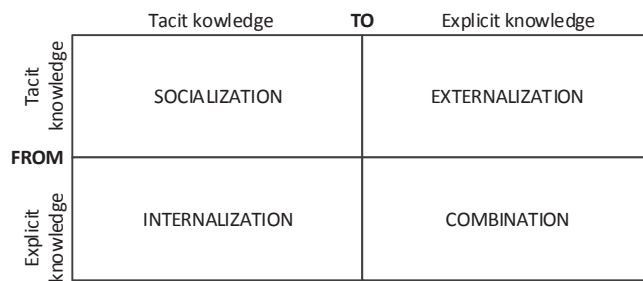 Tacit kowledge TO Explicit knowledge
Tacit
knowledge
SOCIALIZATION EXTERNALIZATION
FROM
Explicit
knowledge
INTERNALIZATION COMBINATION